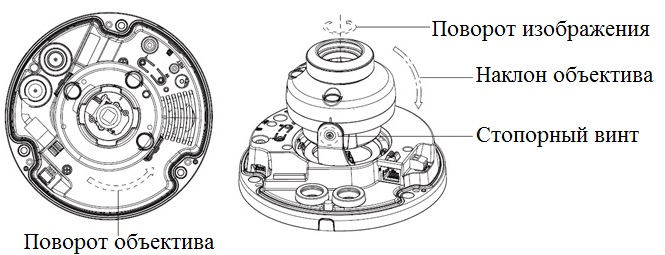 Поворот изображения
Наклон объектива
Стопорный винт
Поворот объектива